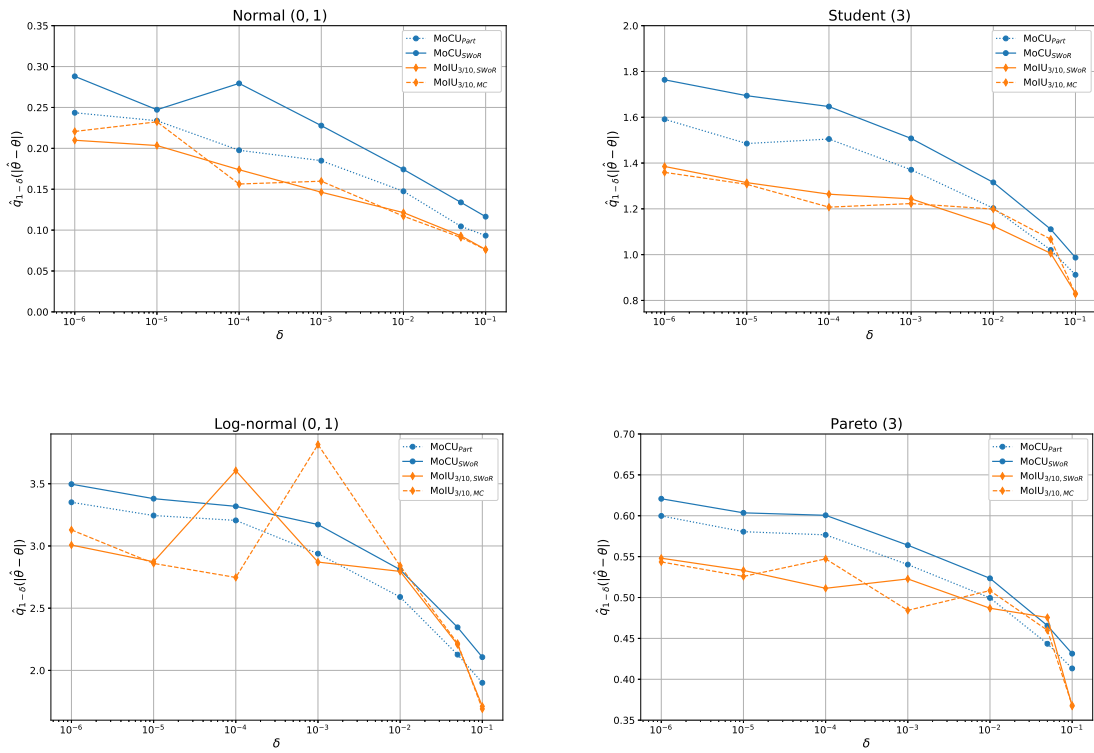 Normal (0, 1)
0.35
0.30
0.25
0.20
0.15
0.10
0.05
0.00
q̂₁₋δ(|θ̂ − θ|)
10⁻⁶ 10⁻⁵ 10⁻⁴ 10⁻³ 10⁻² 10⁻¹
δ
MoCU_Part
MoCU_SWoR
MoIU_3/10, SWoR
MoIU_3/10, MC
Student (3)
2.0
1.8
1.6
1.4
1.2
1.0
0.8
q̂₁₋δ(|θ̂ − θ|)
10⁻⁶ 10⁻⁵ 10⁻⁴ 10⁻³ 10⁻² 10⁻¹
δ
MoCU_Part
MoCU_SWoR
MoIU_3/10, SWoR
MoIU_3/10, MC
Log-normal (0, 1)
3.5
3.0
2.5
2.0
q̂₁₋δ(|θ̂ − θ|)
10⁻⁶ 10⁻⁵ 10⁻⁴ 10⁻³ 10⁻² 10⁻¹
δ
MoCU_Part
MoCU_SWoR
MoIU_3/10, SWoR
MoIU_3/10, MC
Pareto (3)
0.70
0.65
0.60
0.55
0.50
0.45
0.40
0.35
q̂₁₋δ(|θ̂ − θ|)
10⁻⁶ 10⁻⁵ 10⁻⁴ 10⁻³ 10⁻² 10⁻¹
δ
MoCU_Part
MoCU_SWoR
MoIU_3/10, SWoR
MoIU_3/10, MC